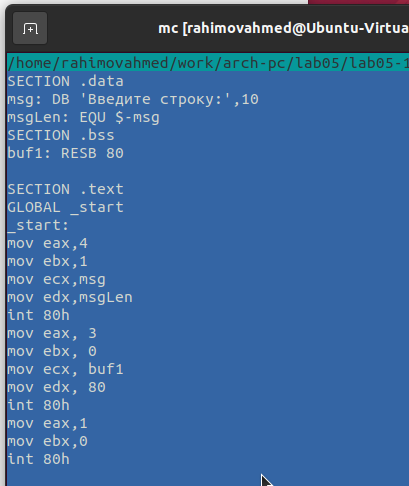 mc [rahimovahmed@Ubuntu-Virtua
/home/rahimovahmed/work/arch-pc/lab05/lab05-1
SECTION .data
msg: DB 'Введите строку:',10
msgLen: EQU $-msg
SECTION .bss
buf1: RESB 80
SECTION .text
GLOBAL _start
_start:
mov eax,4
mov ebx,1
mov ecx,msg
mov edx,msgLen
int 80h
mov eax, 3
mov ebx, 0
mov ecx, buf1
mov edx, 80
int 80h
mov eax,1
mov ebx,0
int 80h